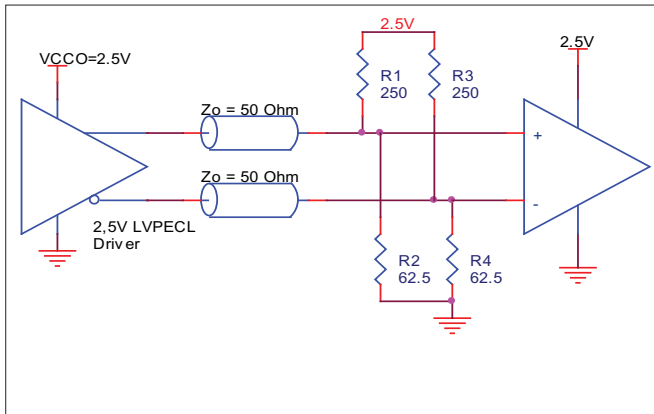 2.5V
VCCO=2.5V
2.5V
R1
250
R3
250
Zo = 50 Ohm
+
Zo = 50 Ohm
-
2,5V LVPECL
Driver
R2
62.5
R4
62.5